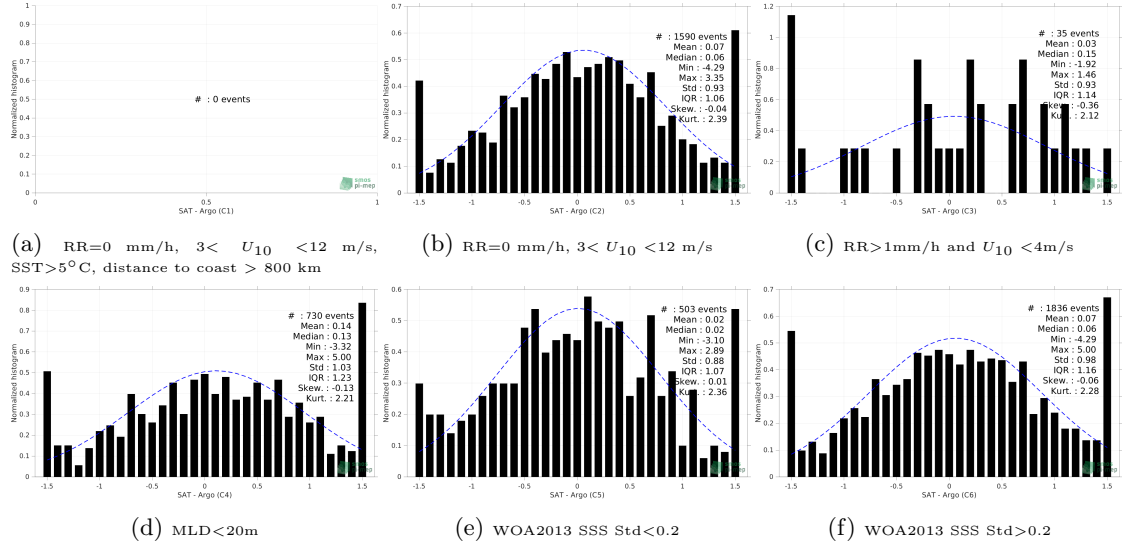 1
0.9
0.8
0.7
0.6
0.5
0.4
0.3
0.2
0.1
0
Normalized histogram
# : 0 events
0 0.5 1
SAT - Argo (C1)
smos
pi-mep
(a) RR=0 mm/h, 3< U10 <12 m/s,
SST>5°C, distance to coast > 800 km
0.7
0.6
0.5
0.4
0.3
0.2
0.1
0
Normalized histogram
# : 1590 events
Mean : 0.07
Median : 0.06
Min : -4.29
Max : 3.35
Std : 0.93
IQR : 1.06
Skew. : -0.04
Kurt. : 2.39
-1.5 -1 -0.5 0 0.5 1 1.5
SAT - Argo (C2)
smos
pi-mep
(b) RR=0 mm/h, 3< U10 <12 m/s
1.2
1
0.8
0.6
0.4
0.2
0
Normalized histogram
# : 35 events
Mean : 0.03
Median : 0.15
Min : -1.92
Max : 1.46
Std : 0.93
IQR : 1.14
Skew. : -0.36
Kurt. : 2.12
-1.5 -1 -0.5 0 0.5 1 1.5
SAT - Argo (C3)
pi-mep
(c) RR>1mm/h and U10 <4m/s
0.9
0.8
0.7
0.6
0.5
0.4
0.3
0.2
0.1
0
Normalized histogram
# : 730 events
Mean : 0.14
Median : 0.13
Min : -3.32
Max : 5.00
Std : 1.03
IQR : 1.23
Skew. : -0.13
Kurt. : 2.21
-1.5 -1 -0.5 0 0.5 1 1.5
SAT - Argo (C4)
pi-mep
(d) MLD<20m
0.6
0.5
0.4
0.3
0.2
0.1
0
Normalized histogram
# : 503 events
Mean : 0.02
Median : 0.02
Min : -3.10
Max : 2.89
Std : 0.88
IQR : 1.07
Skew. : 0.01
Kurt. : 2.36
-1.5 -1 -0.5 0 0.5 1 1.5
SAT - Argo (C5)
pi-mep
(e) WOA2013 SSS Std<0.2
0.7
0.6
0.5
0.4
0.3
0.2
0.1
0
Normalized histogram
# : 1836 events
Mean : 0.07
Median : 0.06
Min : -4.29
Max : 5.00
Std : 0.98
IQR : 1.16
Skew. : -0.06
Kurt. : 2.28
-1.5 -1 -0.5 0 0.5 1 1.5
SAT - Argo (C6)
pi-mep
(f) WOA2013 SSS Std>0.2